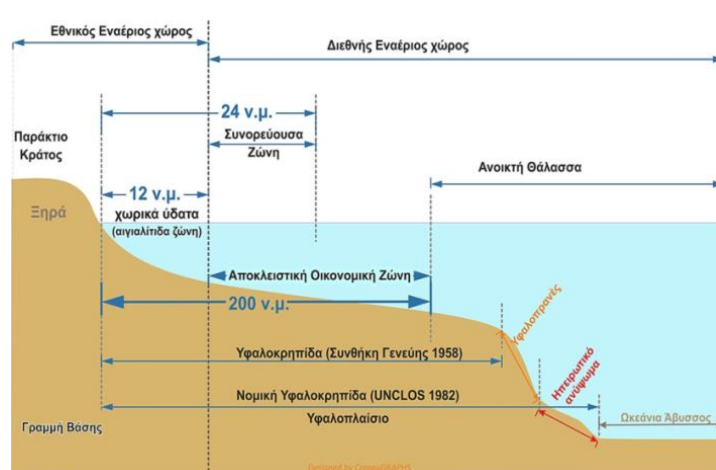 Εθνικός Εναέριος χώρος
Διεθνής Εναέριος χώρος
24 ν.μ.
Συνορεύουσα
Ζώνη
Παράκτιο
Κράτος
Ανοικτή Θάλασσα
12 ν.μ.
χωρικά ύδατα
(αιγιαλίτιδα ζώνη)
Ξηρά
Αποκλειστική Οικονομική Ζώνη
200 ν.μ.
Υφαλοπρανές
Υφαλοκρηπίδα (Συνθήκη Γενεύης 1958)
Ηπειρωτικό
ανύψωμα
Νομική Υφαλοκρηπίδα (UNCLOS 1982)
Υφαλοπλαίσιο
Γραμμή Βάσης
Ωκεάνια Άβυσσος
Designed by